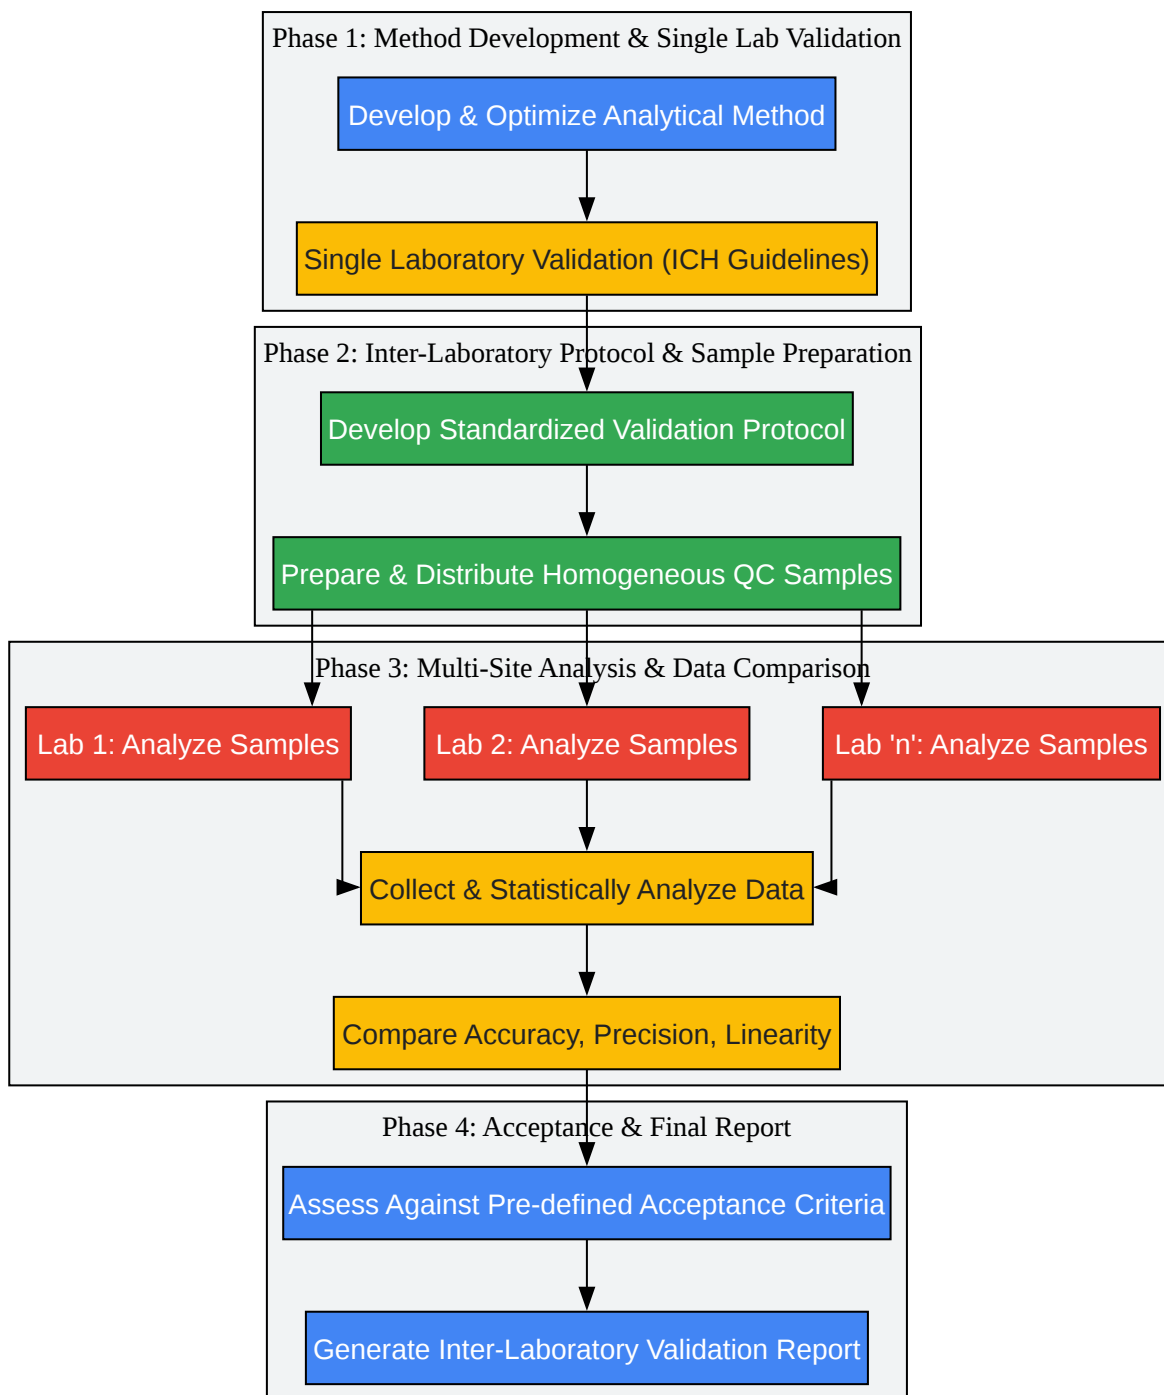 Phase 1: Method Development & Single Lab Validation
Develop & Optimize Analytical Method
Single Laboratory Validation (ICH Guidelines)
Phase 2: Inter-Laboratory Protocol & Sample Preparation
Develop Standardized Validation Protocol
Prepare & Distribute Homogeneous QC Samples
Phase 3: Multi-Site Analysis & Data Comparison
Lab 1: Analyze Samples
Lab 2: Analyze Samples
Lab 'n': Analyze Samples
Collect & Statistically Analyze Data
Compare Accuracy, Precision, Linearity
Phase 4: Acceptance & Final Report
Assess Against Pre-defined Acceptance Criteria
Generate Inter-Laboratory Validation Report